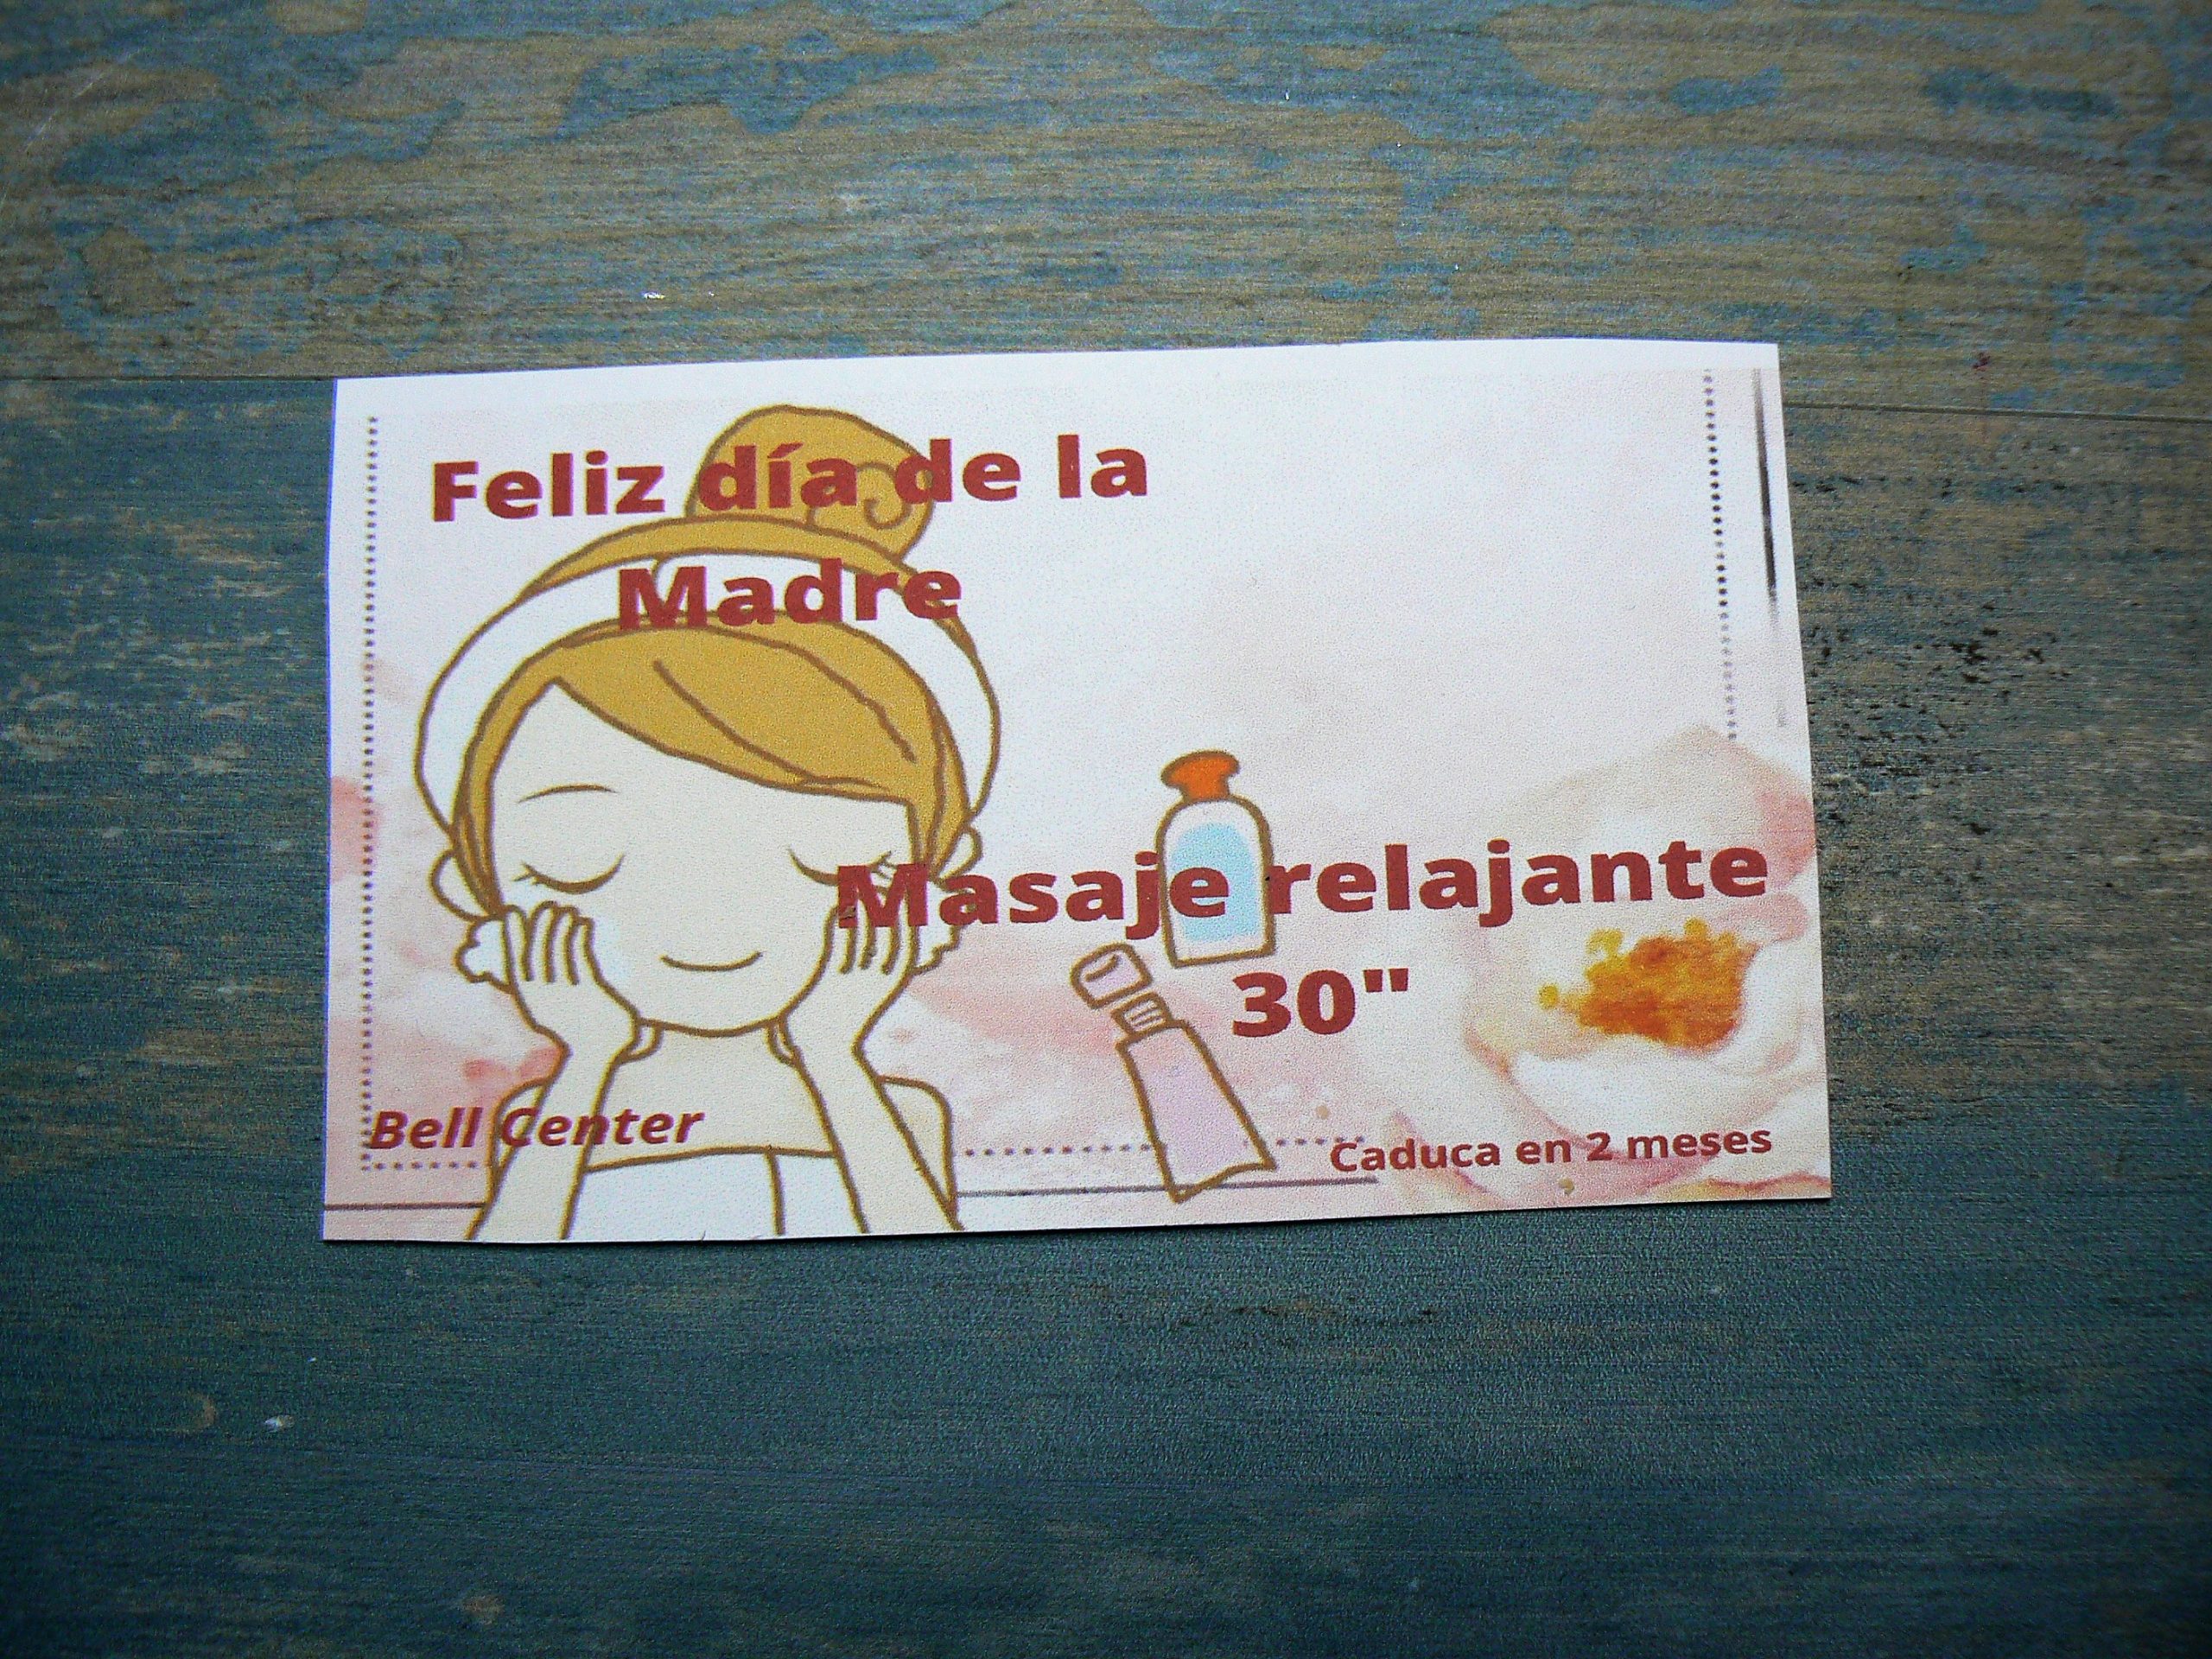 Feliz día de la
Madre
Masaje relajante
30"
Bell Center
Caduca en 2 meses